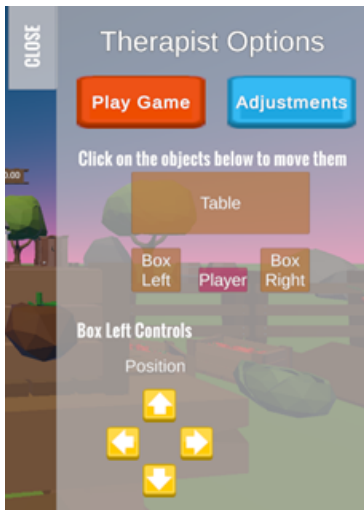 CLOSE
Therapist Options
Play Game
Adjustments
Click on the objects below to move them
Table
Box
Left
Player
Box
Right
Box Left Controls
Position